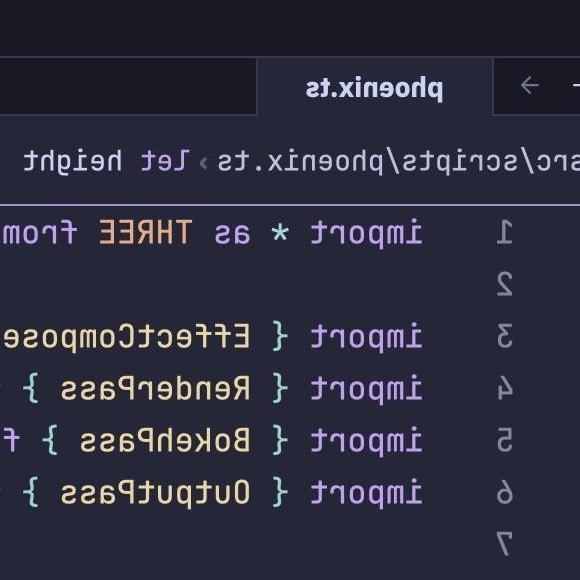 phoenix.ts
src/scripts/phoenix.ts › let height
1 import * as THREE from
2
3 import { EffectCompose
4 import { RenderPass }
5 import { BokehPass } f
6 import { OutputPass }
7